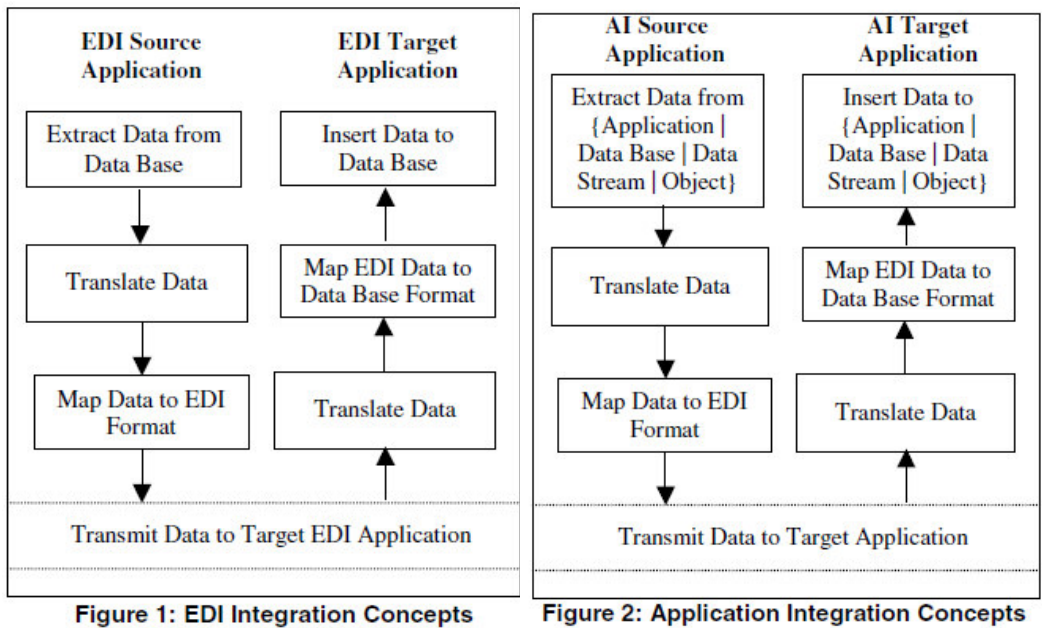 EDI Source
Application
EDI Target
Application
Extract Data from
Data Base
Insert Data to
Data Base
Translate Data
Map EDI Data to
Data Base Format
Map Data to EDI
Format
Translate Data
Transmit Data to Target EDI Application
Figure 1: EDI Integration Concepts
AI Source
Application
AI Target
Application
Extract Data from
{Application |
Data Base | Data
Stream | Object}
Insert Data to
{Application |
Data Base | Data
Stream | Object}
Translate Data
Map EDI Data to
Data Base Format
Map Data to EDI
Format
Translate Data
Transmit Data to Target Application
Figure 2: Application Integration Concepts